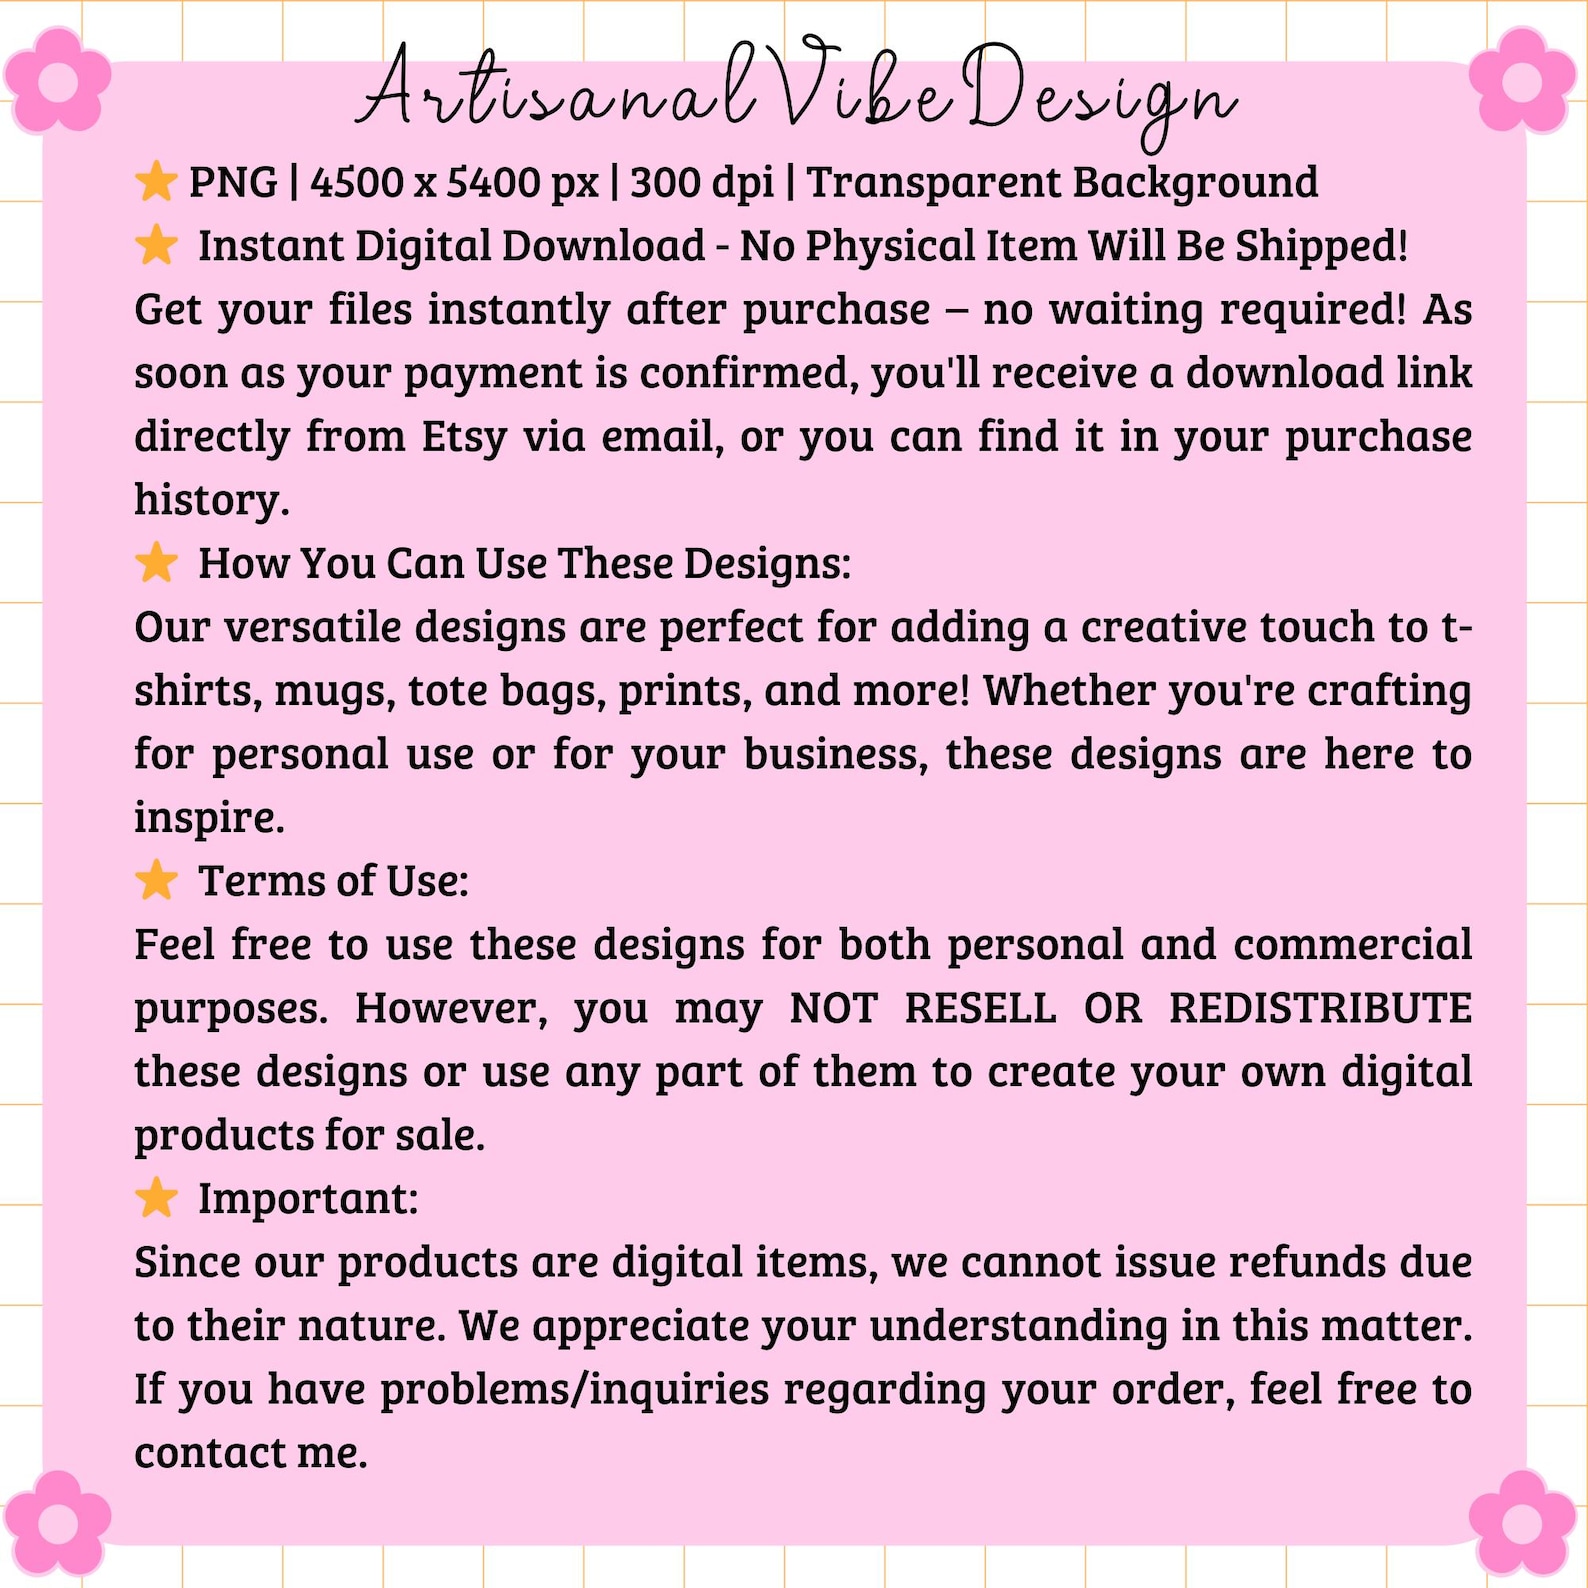 ArtisanalVibeDesign
⭐ PNG | 4500 x 5400 px | 300 dpi | Transparent Background
⭐ Instant Digital Download - No Physical Item Will Be Shipped!
Get your files instantly after purchase – no waiting required! As
soon as your payment is confirmed, you'll receive a download link
directly from Etsy via email, or you can find it in your purchase
history.
⭐ How You Can Use These Designs:
Our versatile designs are perfect for adding a creative touch to t-
shirts, mugs, tote bags, prints, and more! Whether you're crafting
for personal use or for your business, these designs are here to
inspire.
⭐ Terms of Use:
Feel free to use these designs for both personal and commercial
purposes. However, you may NOT RESELL OR REDISTRIBUTE
these designs or use any part of them to create your own digital
products for sale.
⭐ Important:
Since our products are digital items, we cannot issue refunds due
to their nature. We appreciate your understanding in this matter.
If you have problems/inquiries regarding your order, feel free to
contact me.